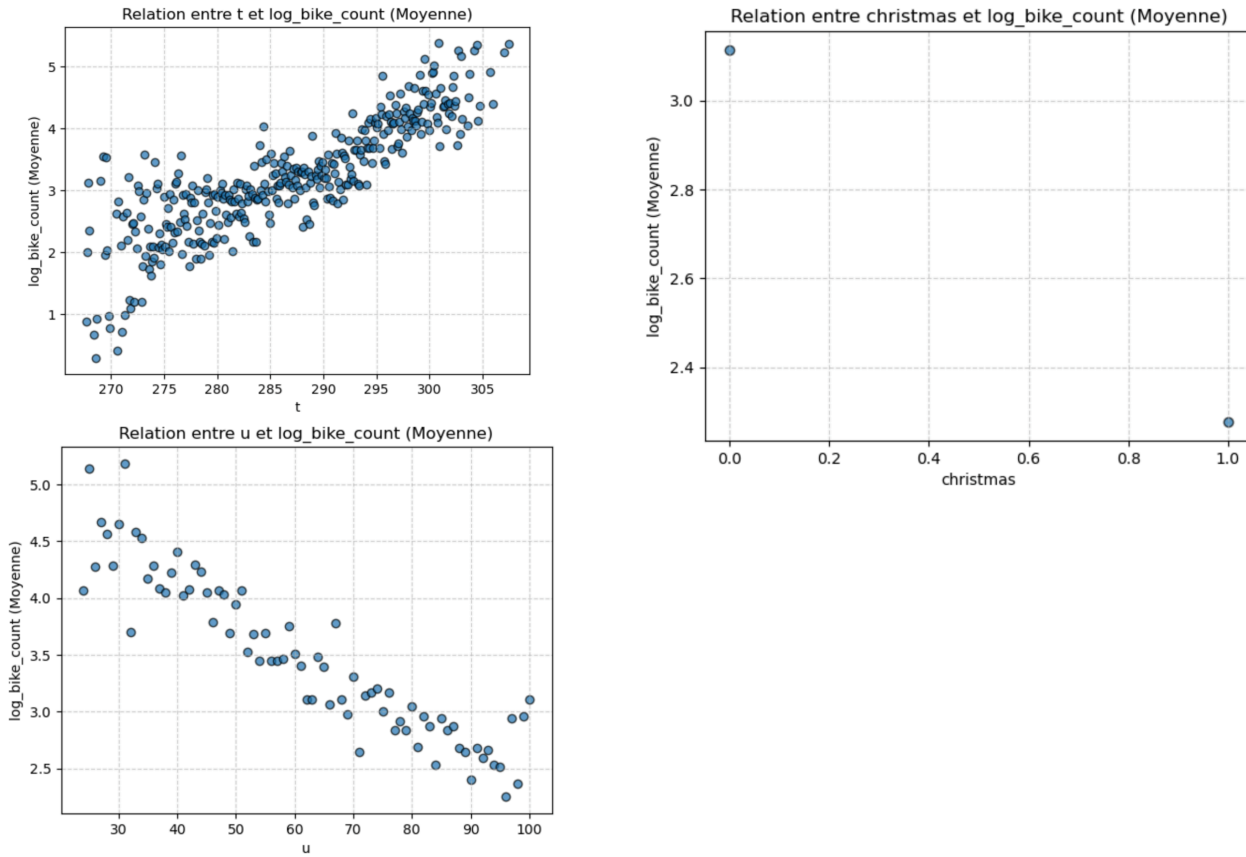 Relation entre t et log_bike_count (Moyenne)
log_bike_count (Moyenne)
5
4
3
2
1
270 275 280 285 290 295 300 305
t
Relation entre christmas et log_bike_count (Moyenne)
log_bike_count (Moyenne)
3.0
2.8
2.6
2.4
0.0 0.2 0.4 0.6 0.8 1.0
christmas
Relation entre u et log_bike_count (Moyenne)
log_bike_count (Moyenne)
5.0
4.5
4.0
3.5
3.0
2.5
30 40 50 60 70 80 90 100
u